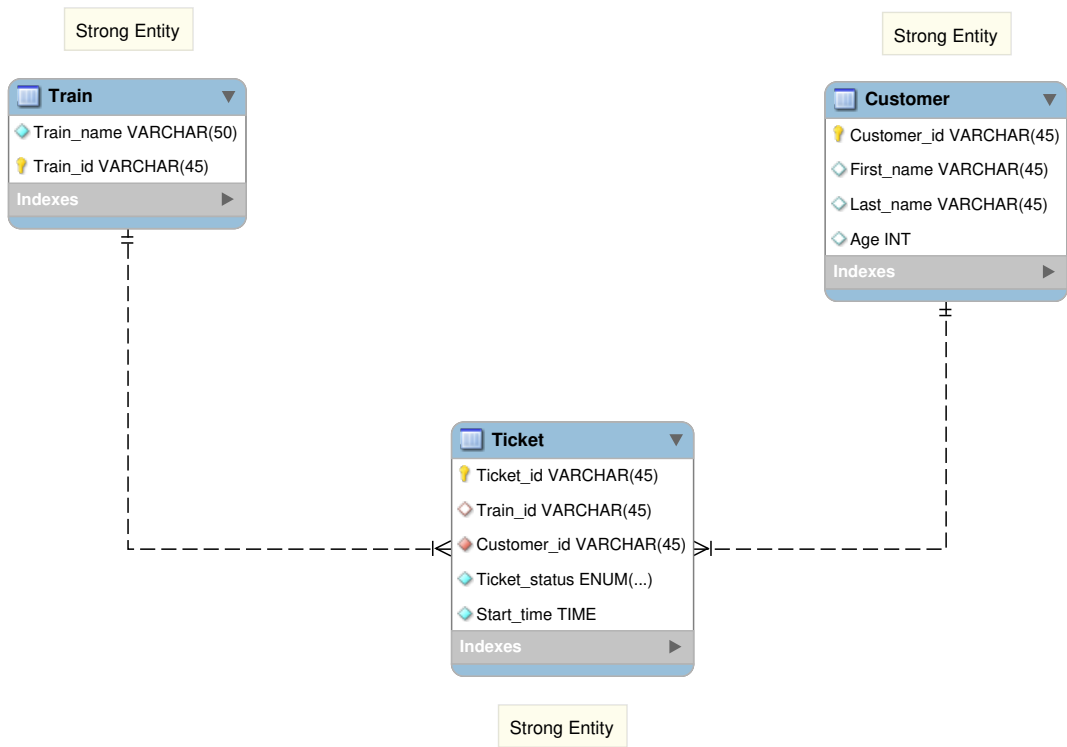 Strong Entity
Train
Train_name VARCHAR(50)
Train_id VARCHAR(45)
Indexes
Strong Entity
Customer
Customer_id VARCHAR(45)
First_name VARCHAR(45)
Last_name VARCHAR(45)
Age INT
Indexes
Ticket
Ticket_id VARCHAR(45)
Train_id VARCHAR(45)
Customer_id VARCHAR(45)
Ticket_status ENUM(...)
Start_time TIME
Indexes
Strong Entity